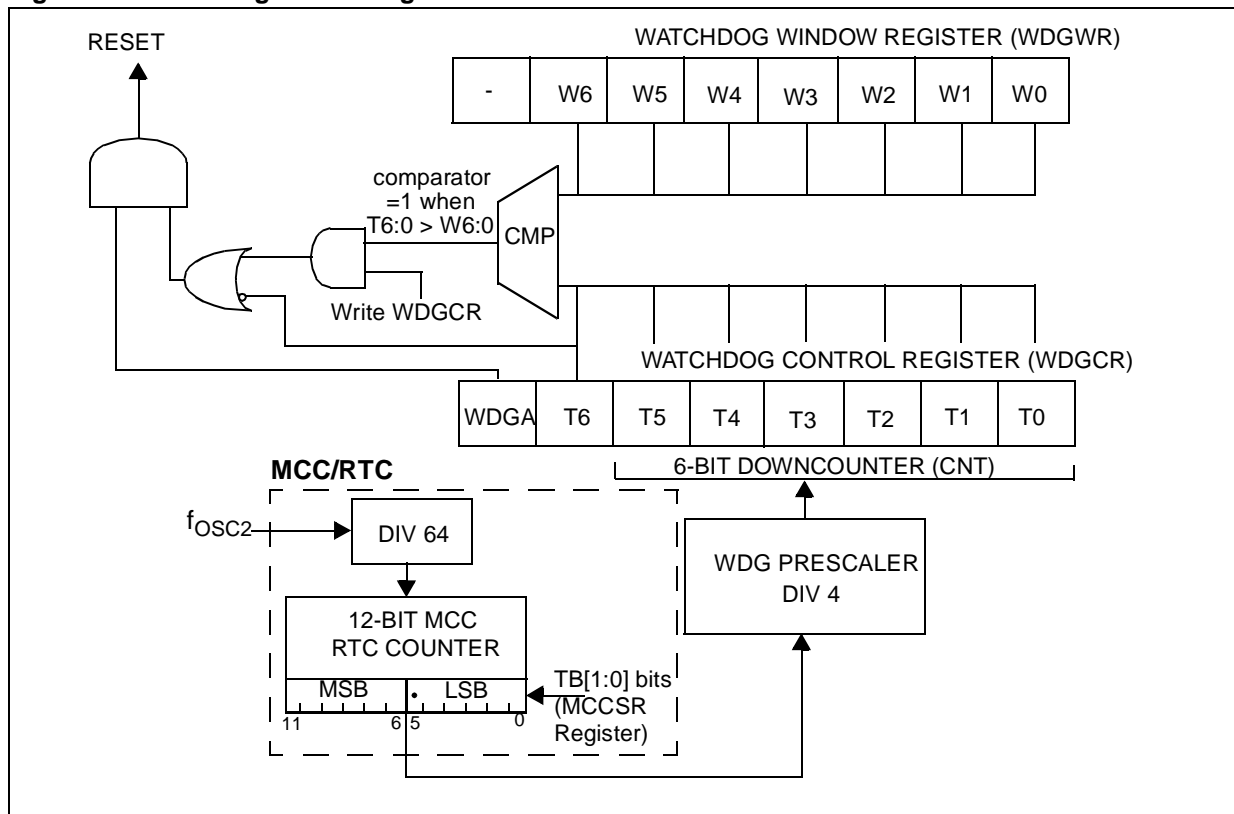 RESET
WATCHDOG WINDOW REGISTER (WDGWR)
- W6 W5 W4 W3 W2 W1 W0
comparator
=1 when
T6:0 > W6:0
CMP
Write WDGCR
WATCHDOG CONTROL REGISTER (WDGCR)
WDGA T6 T5 T4 T3 T2 T1 T0
6-BIT DOWNCOUNTER (CNT)
MCC/RTC
fOSC2
DIV 64
WDG PRESCALER
DIV 4
12-BIT MCC
RTC COUNTER
MSB LSB
11 6 5 0
TB[1:0] bits
(MCCSR
Register)